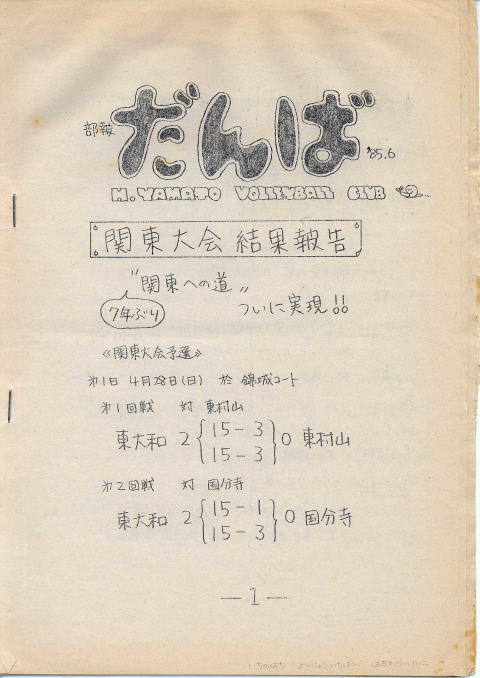 部報 だんば '85.6
H. YAMATO VOLLEYBALL CLUB
関東大会 結果報告
"関東への道"
7年ぶり
ついに実現!!
《関東大会予選》
第1日 4月28日(日) 於 錦城コート
第1回戦 対 東村山
東大和 2 { 15-3 15-3 } 0 東村山
第2回戦 対 国分寺
東大和 2 { 15-1 15-3 } 0 国分寺
—1—